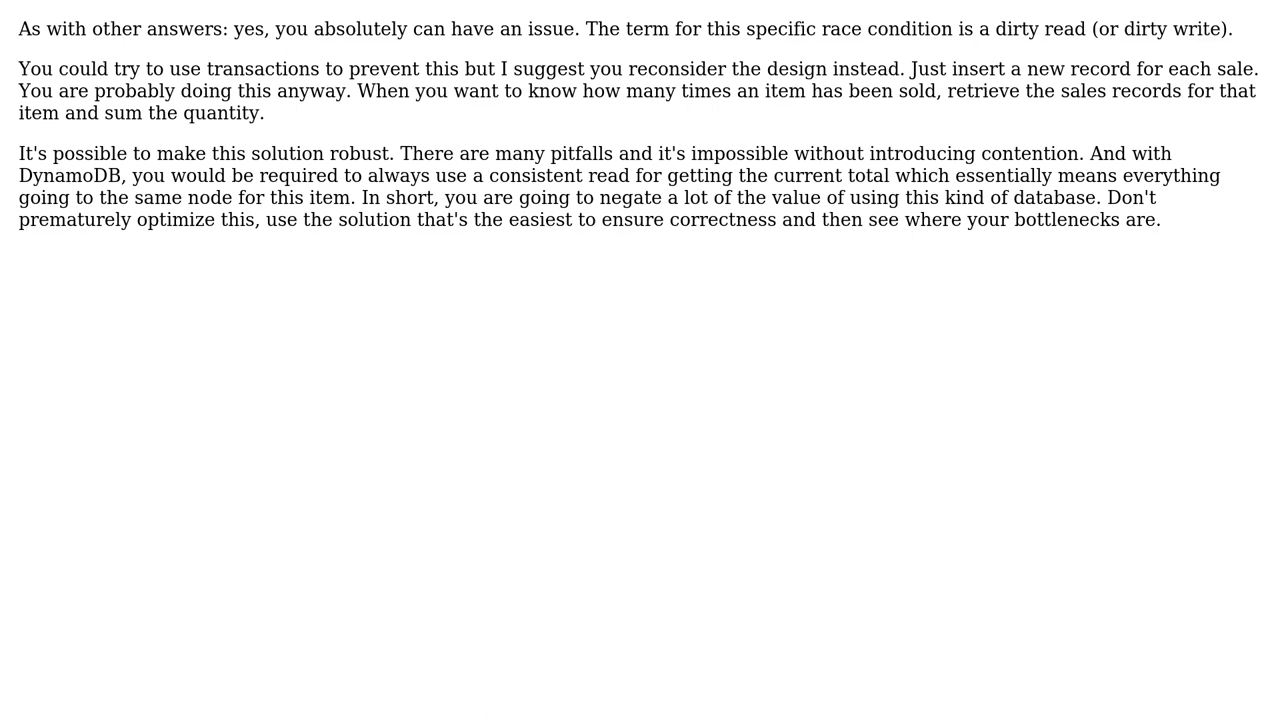 As with other answers: yes, you absolutely can have an issue. The term for this specific race condition is a dirty read (or dirty write).
You could try to use transactions to prevent this but I suggest you reconsider the design instead. Just insert a new record for each sale.
You are probably doing this anyway. When you want to know how many times an item has been sold, retrieve the sales records for that
item and sum the quantity.
It's possible to make this solution robust. There are many pitfalls and it's impossible without introducing contention. And with
DynamoDB, you would be required to always use a consistent read for getting the current total which essentially means everything
going to the same node for this item. In short, you are going to negate a lot of the value of using this kind of database. Don't
prematurely optimize this, use the solution that's the easiest to ensure correctness and then see where your bottlenecks are.